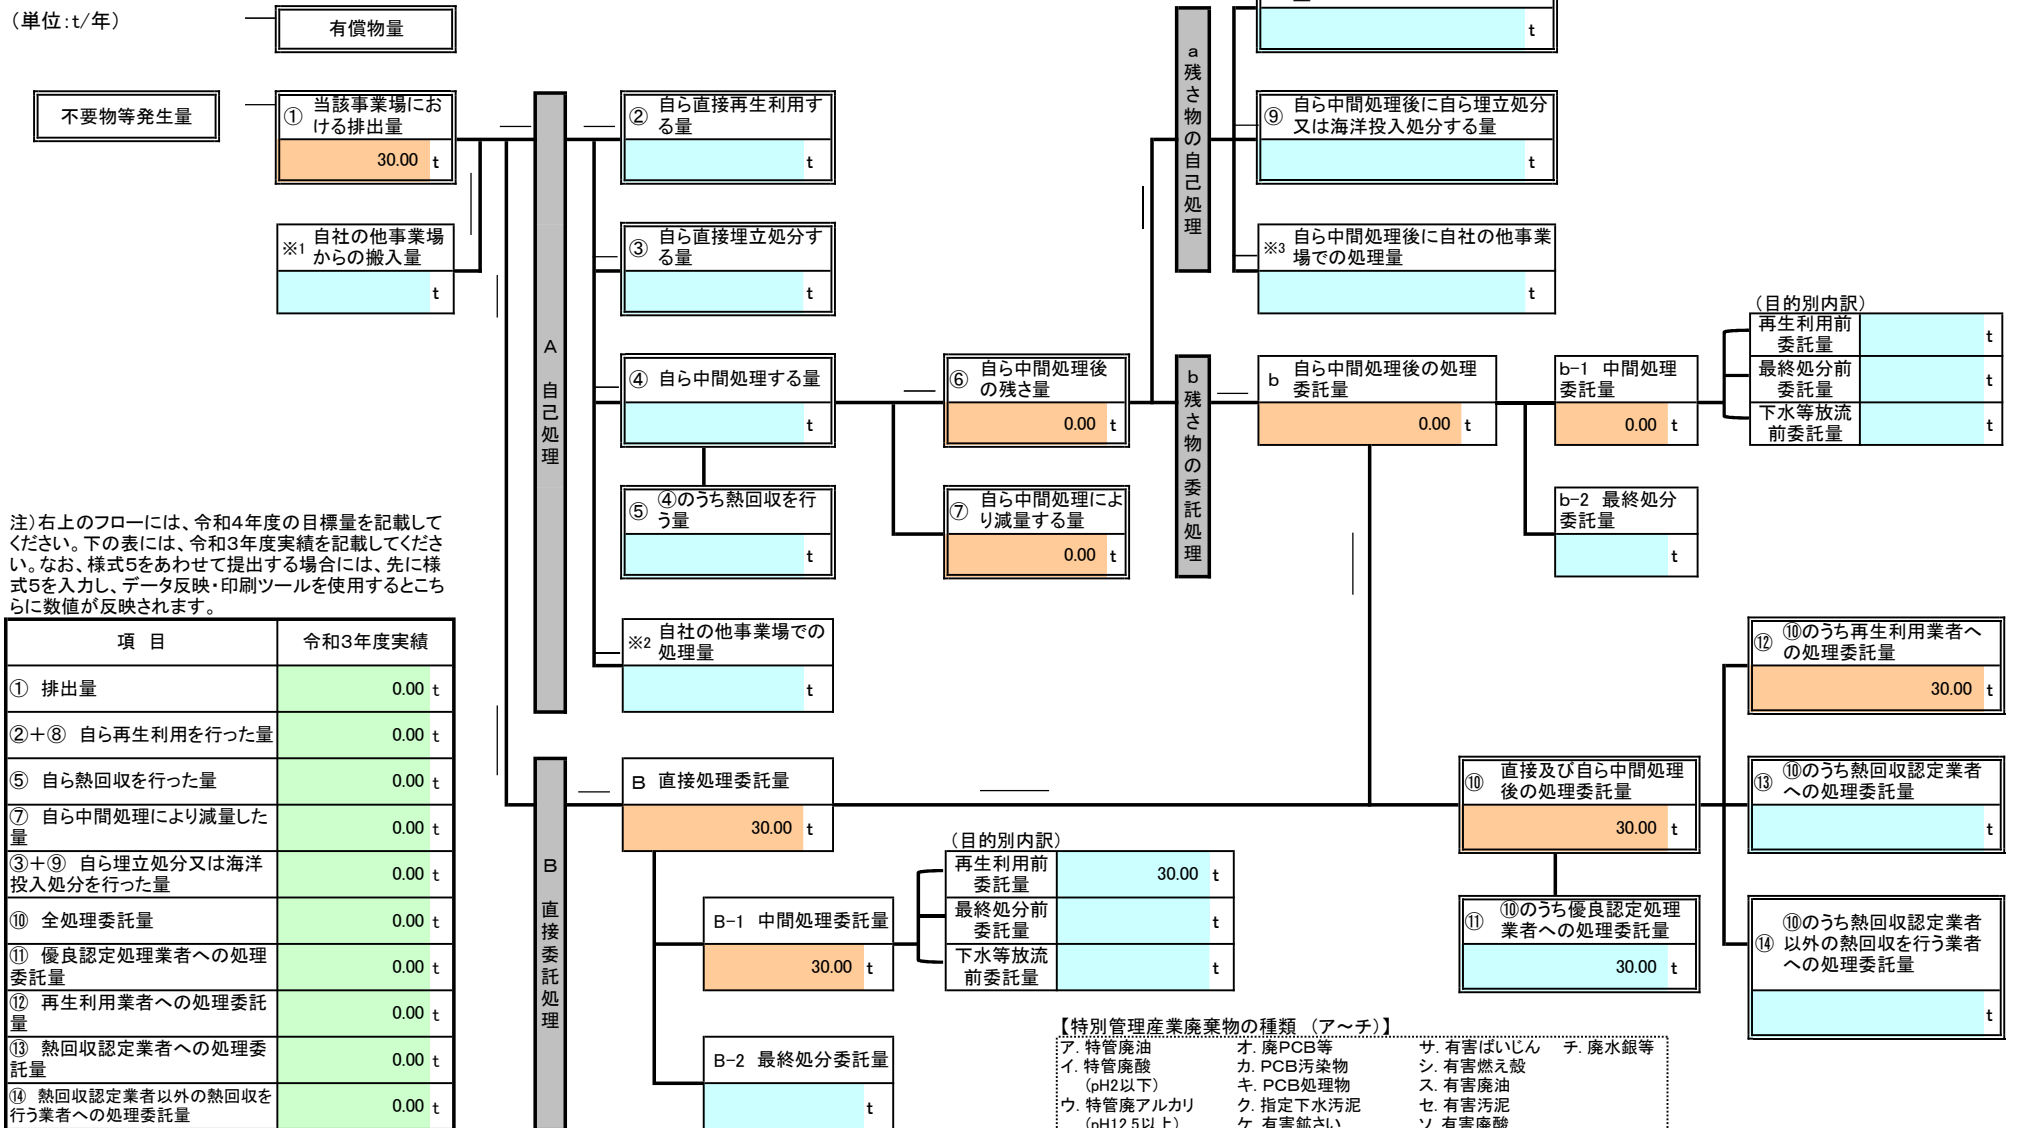 （単位:t/年）
有償物量
t
不要物等発生量
① 当該事業場にお
ける排出量
30.00 t
② 自ら直接再生利用す
る量
t
⑨ 自ら中間処理後に自ら埋立処分
又は海洋投入処分する量
t
a 残さ物の自己処理
※1 自社の他事業場
からの搬入量
t
③ 自ら直接埋立処分す
る量
t
※3 自ら中間処理後に自社の他事業
場での処理量
t
A 自己処理
④ 自ら中間処理する量
t
⑥ 自ら中間処理後
の残さ量
0.00 t
b 残さ物の委託処理
b 自ら中間処理後の処理
委託量
0.00 t
b-1 中間処理
委託量
0.00 t
（目的別内訳）
再生利用前
委託量 t
最終処分前
委託量 t
下水等放流
前委託量 t
⑤ ④のうち熱回収を行
う量
t
⑦ 自ら中間処理によ
り減量する量
0.00 t
b-2 最終処分
委託量
t
注）右上のフローには、令和４年度の目標量を記載して
ください。下の表には、令和３年度実績を記載してくださ
い。なお、様式５をあわせて提出する場合には、先に様
式５を入力し、データ反映・印刷ツールを使用するとこち
らに数値が反映されます。
※2 自社の他事業場での
処理量
t
項 目 令和３年度実績
① 排出量 0.00 t
②＋⑧ 自ら再生利用を行った量 0.00 t
⑤ 自ら熱回収を行った量 0.00 t
⑦ 自ら中間処理により減量した
量 0.00 t
③＋⑨ 自ら埋立処分又は海洋
投入処分を行った量 0.00 t
⑩ 全処理委託量 0.00 t
⑪ 優良認定処理業者への処理
委託量 0.00 t
⑫ 再生利用業者への処理委託
量 0.00 t
⑬ 熱回収認定業者への処理委
託量 0.00 t
⑭ 熱回収認定業者以外の熱回収を
行う業者への処理委託量 0.00 t
B 直接委託処理
B 直接処理委託量
30.00 t
（目的別内訳）
再生利用前
委託量 30.00 t
最終処分前
委託量 t
下水等放流
前委託量 t
B-1 中間処理委託量
30.00 t
B-2 最終処分委託量
t
⑩ 直接及び自ら中間処理
後の処理委託量
30.00 t
⑪ ⑩のうち優良認定処理
業者への処理委託量
30.00 t
⑫ ⑩のうち再生利用業者へ
の処理委託量
30.00 t
⑬ ⑩のうち熱回収認定業者
への処理委託量
t
⑭ ⑩のうち熱回収認定業者
以外の熱回収を行う業者
への処理委託量
t
【特別管理産業廃棄物の種類 （ア～チ）】
ア. 特管廃油 オ. 廃PCB等 サ. 有害ばいじん チ. 廃水銀等
イ. 特管廃酸 カ. PCB汚染物 シ. 有害燃え殻
（pH2以下） キ. PCB処理物 ス. 有害廃油
ウ. 特管廃アルカリ ク. 指定下水汚泥 セ. 有害汚泥
（pH12.5以上） ケ. 有害鉱さい ソ. 有害廃酸